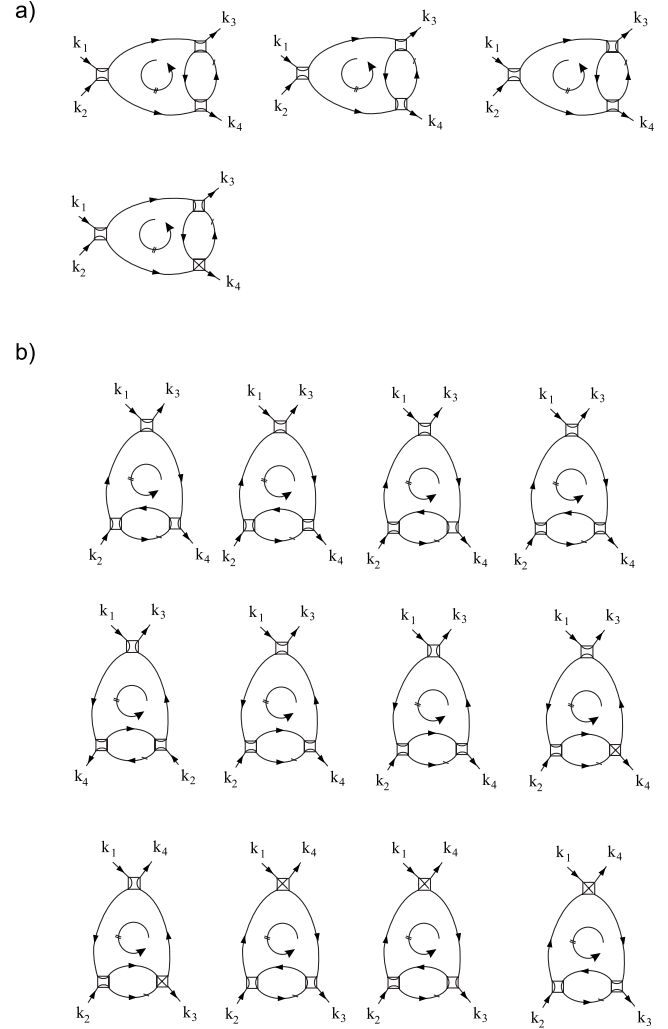 a)
k3 k3 k3
k1 k1 k1
k2 k2 k2
k4 k4 k4
k3
k1
k2
k4
b)
k1 k3 k1 k3 k1 k3 k1 k3
k2 k4 k2 k4 k2 k4 k2 k4
k1 k3 k1 k3 k1 k3 k1 k3
k4 k2 k2 k4 k2 k4 k2 k4
k1 k4 k1 k4 k1 k4 k1 k4
k2 k3 k2 k3 k2 k3 k2 k3